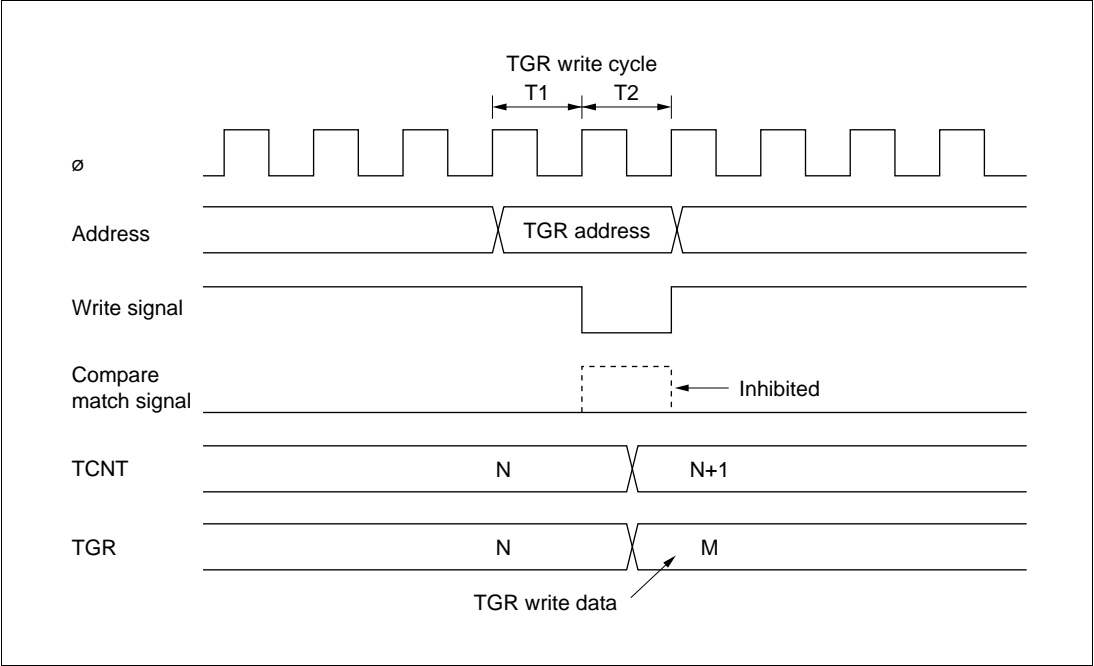 TGR write cycle
T1 T2
ø
Address TGR address
Write signal
Compare
match signal Inhibited
TCNT N N+1
TGR N M
TGR write data